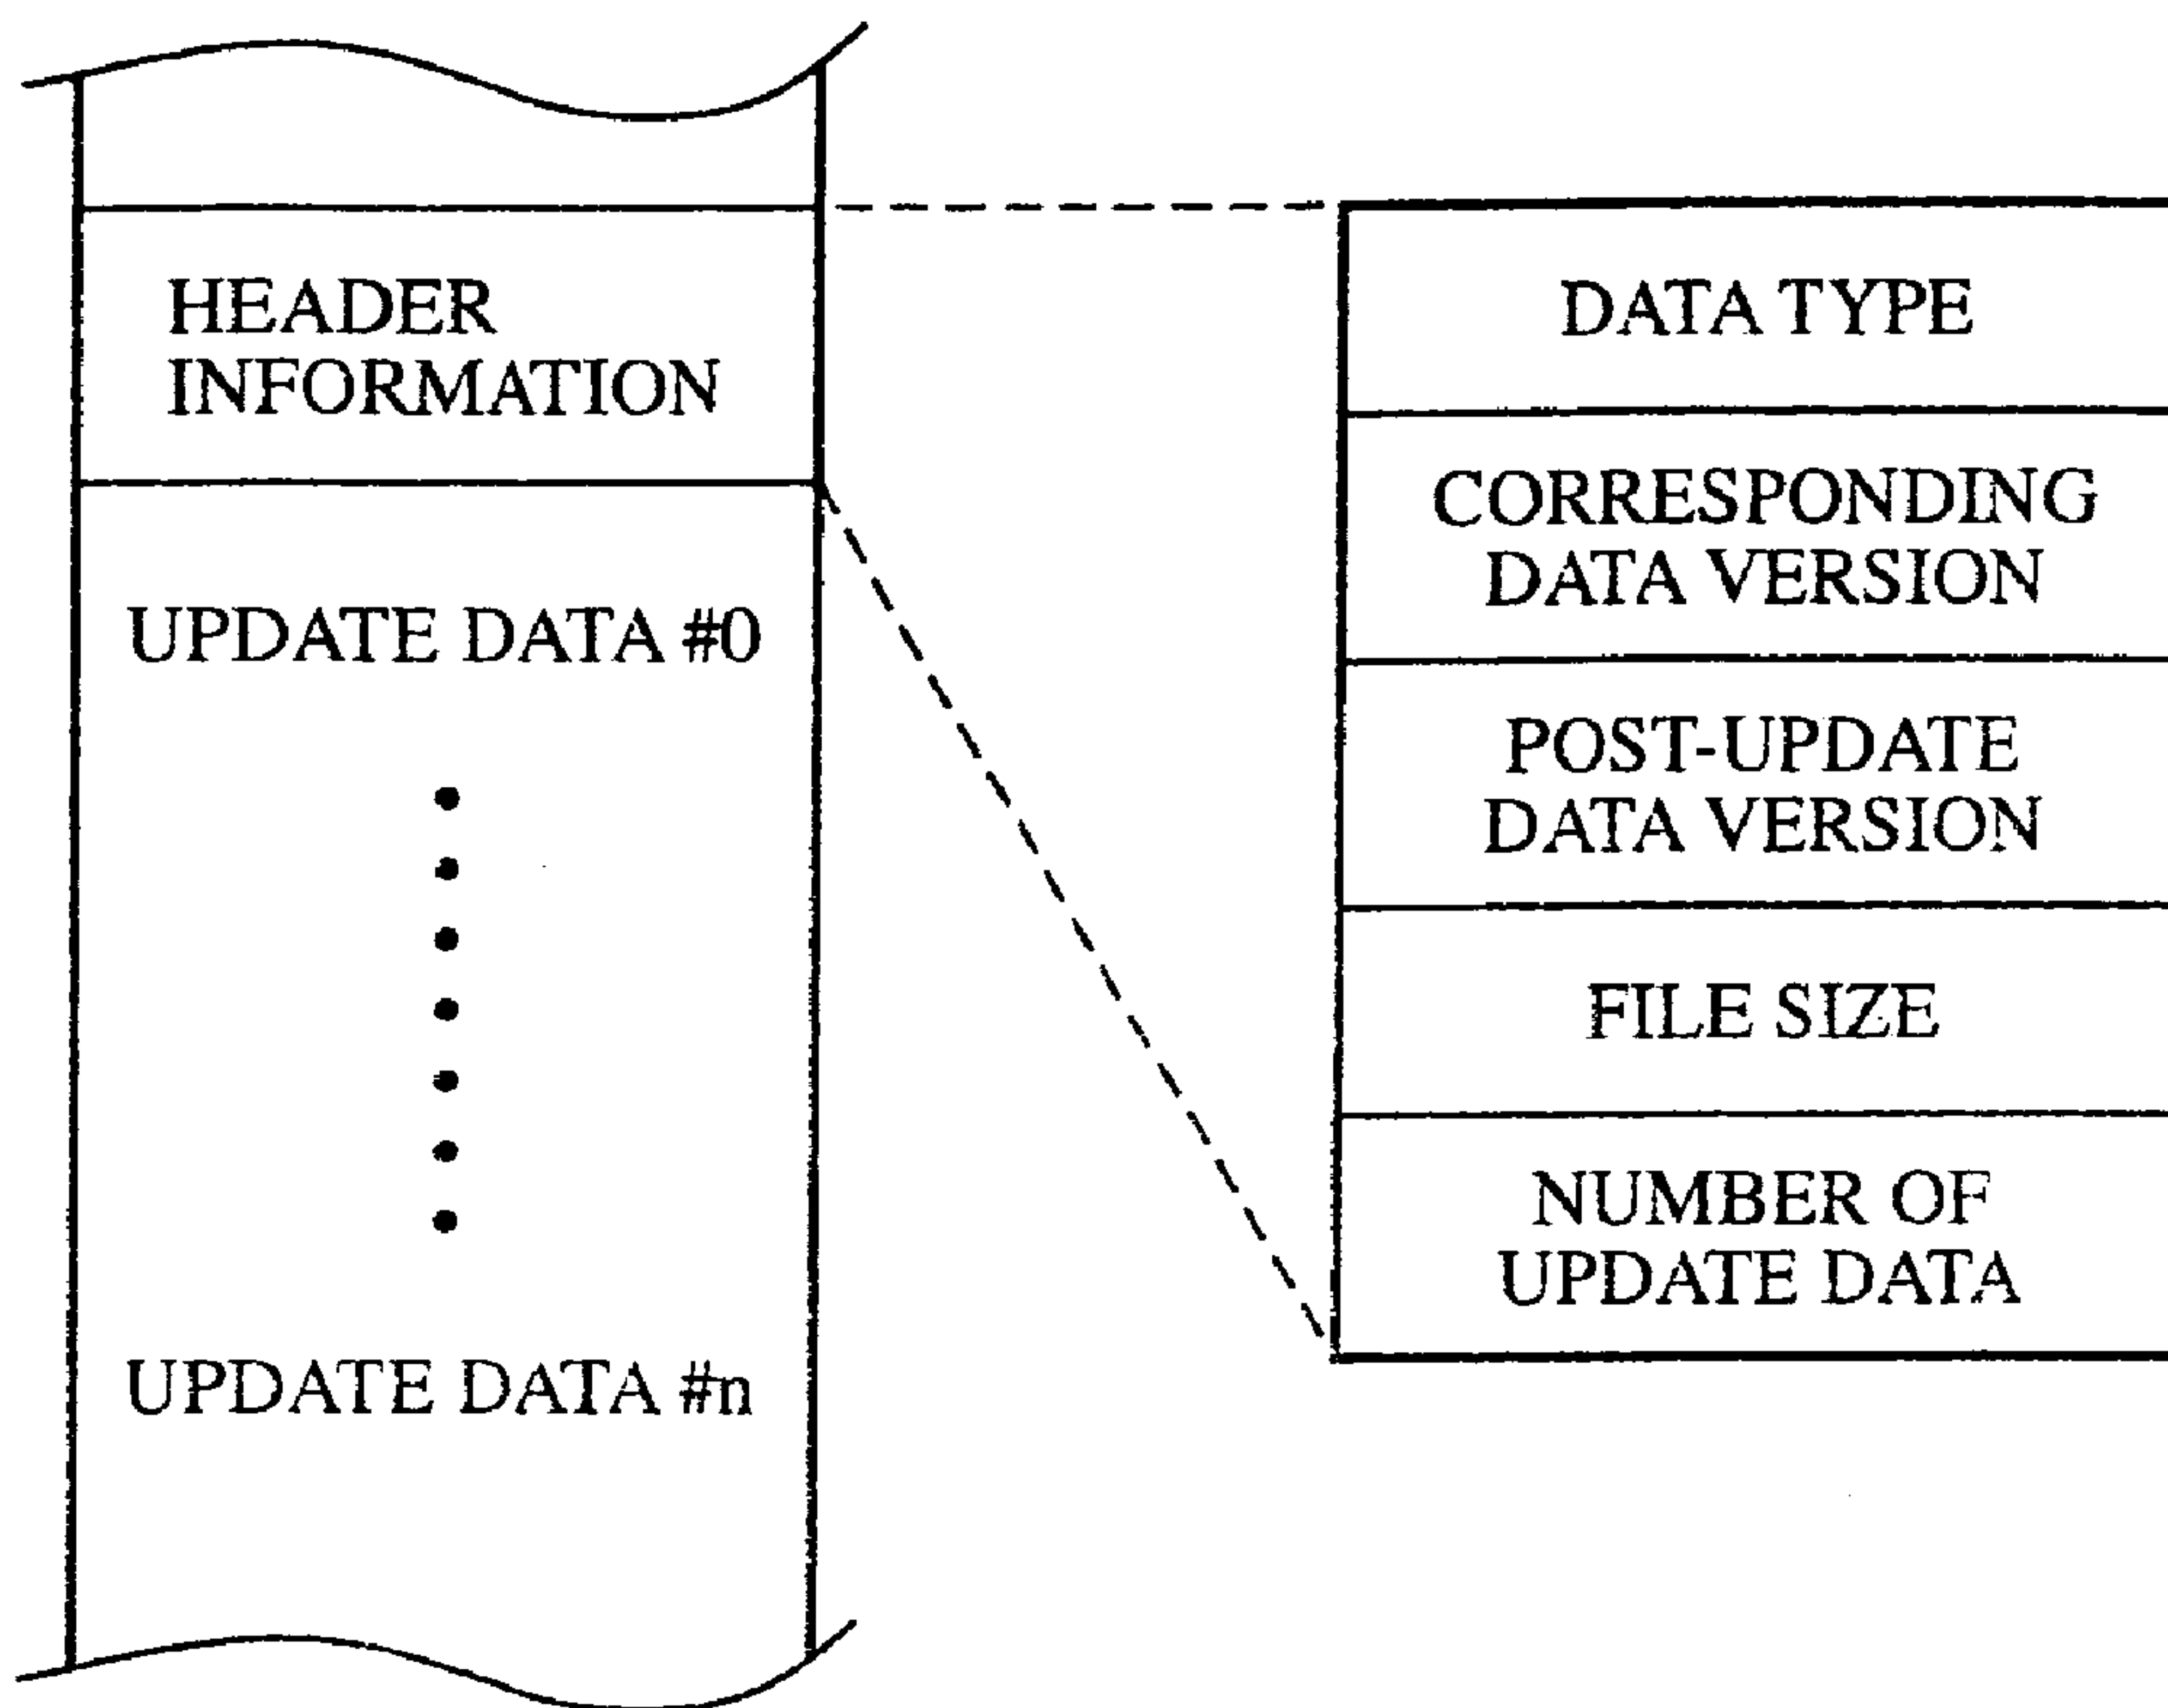 HEADER
INFORMATION
UPDATE DATA #0
UPDATE DATA #n
DATA TYPE
CORRESPONDING
DATA VERSION
POST-UPDATE
DATA VERSION
FILE SIZE
NUMBER OF
UPDATE DATA